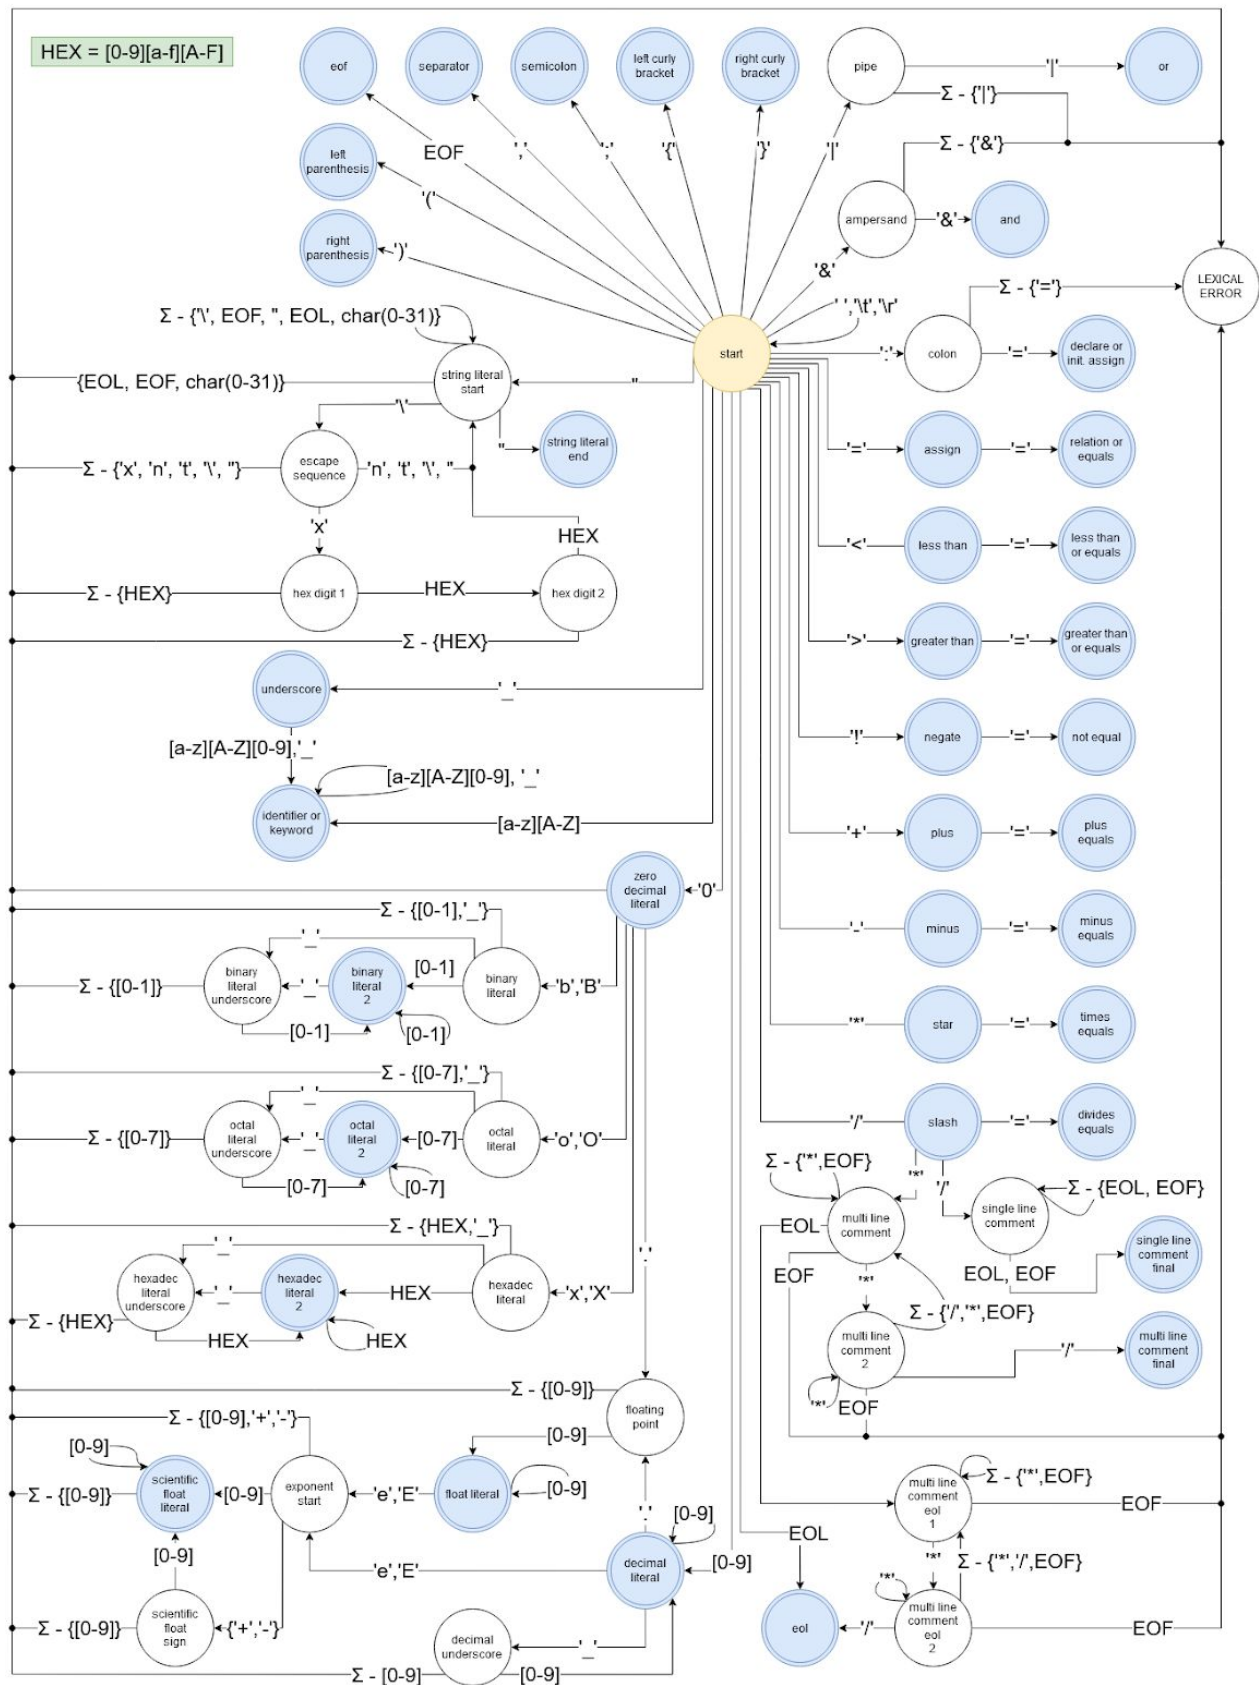 HEX = [0-9][a-f][A-F]
eof
separator
semicolon
left curly
bracket
right curly
bracket
pipe
'|'
or
Σ - {'|'}
left
parenthesis
EOF
','
';'
'{'
'}'
'|'
Σ - {'&'}
'('
right
parenthesis
')'
ampersand
'&'
and
'&'
LEXICAL
ERROR
Σ - {'='}
' ','\t','\r'
Σ - {'\', EOF, ", EOL, char(0-31)}
start
':'
colon
'='
declare or
init. assign
{EOL, EOF, char(0-31)}
string literal
start
"
'\'
"
string literal
end
'='
assign
'='
relation or
equals
Σ - {'x', 'n', 't', '\', "}
escape
sequence
'n', 't', '\', "
'x'
HEX
'<'
less than
'='
less than
or equals
Σ - {HEX}
hex digit 1
HEX
hex digit 2
Σ - {HEX}
'>'
greater than
'='
greater than
or equals
underscore
'_'
[a-z][A-Z][0-9],'_'
'!'
negate
'='
not equal
[a-z][A-Z][0-9], '_'
identifier or
keyword
[a-z][A-Z]
'+'
plus
'='
plus
equals
zero
decimal
literal
'0'
Σ - {[0-1],'_'}
'_'
'-'
minus
'='
minus
equals
Σ - {[0-1]}
binary
literal
underscore
'_'
binary
literal
2
[0-1]
binary
literal
'b','B'
[0-1]
[0-1]
'*'
star
'='
times
equals
Σ - {[0-7],'_'}
'_'
Σ - {[0-7]}
octal
literal
underscore
'_'
octal
literal
2
[0-7]
octal
literal
'o','O'
[0-7]
[0-7]
'/'
slash
'='
divides
equals
Σ - {'*',EOF}
'*'
'/'
Σ - {EOL, EOF}
single line
comment
EOL
multi line
comment
Σ - {HEX,'_'}
'_'
'.'
EOF
'*'
EOL, EOF
single line
comment
final
hexadec
literal
underscore
'_'
hexadec
literal
2
HEX
hexadec
literal
'x','X'
Σ - {HEX}
HEX
HEX
Σ - {'/','*',EOF}
multi line
comment
2
'/'
multi line
comment
final
'*'
EOF
Σ - {[0-9]}
floating
point
Σ - {[0-9],'+','-'}
[0-9]
[0-9]
Σ - {[0-9]}
scientific
float
literal
[0-9]
exponent
start
'e','E'
float literal
[0-9]
'.'
[0-9]
multi line
comment
eol
1
Σ - {'*',EOF}
EOF
EOL
[0-9]
'e','E'
decimal
literal
[0-9]
'*'
Σ - {'*','/',EOF}
'*'
Σ - {[0-9]}
scientific
float
sign
{'+','-'}
decimal
underscore
'_'
Σ - [0-9]
[0-9]
eol
'/'
multi line
comment
eol
2
EOF